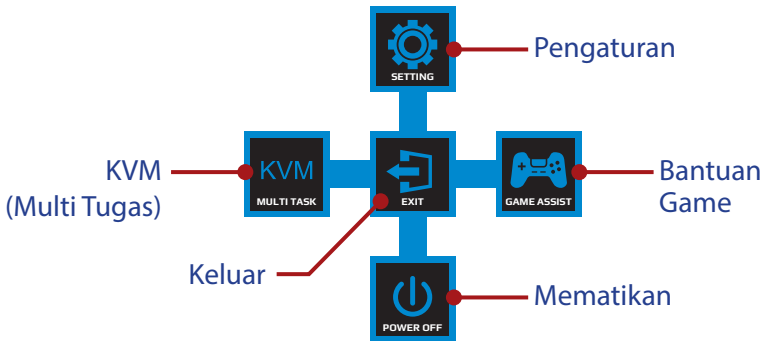 SETTING
Pengaturan
KVM
(Multi Tugas)
KVM
MULTI TASK
EXIT
GAME ASSIST
Bantuan
Game
Keluar
POWER OFF
Mematikan